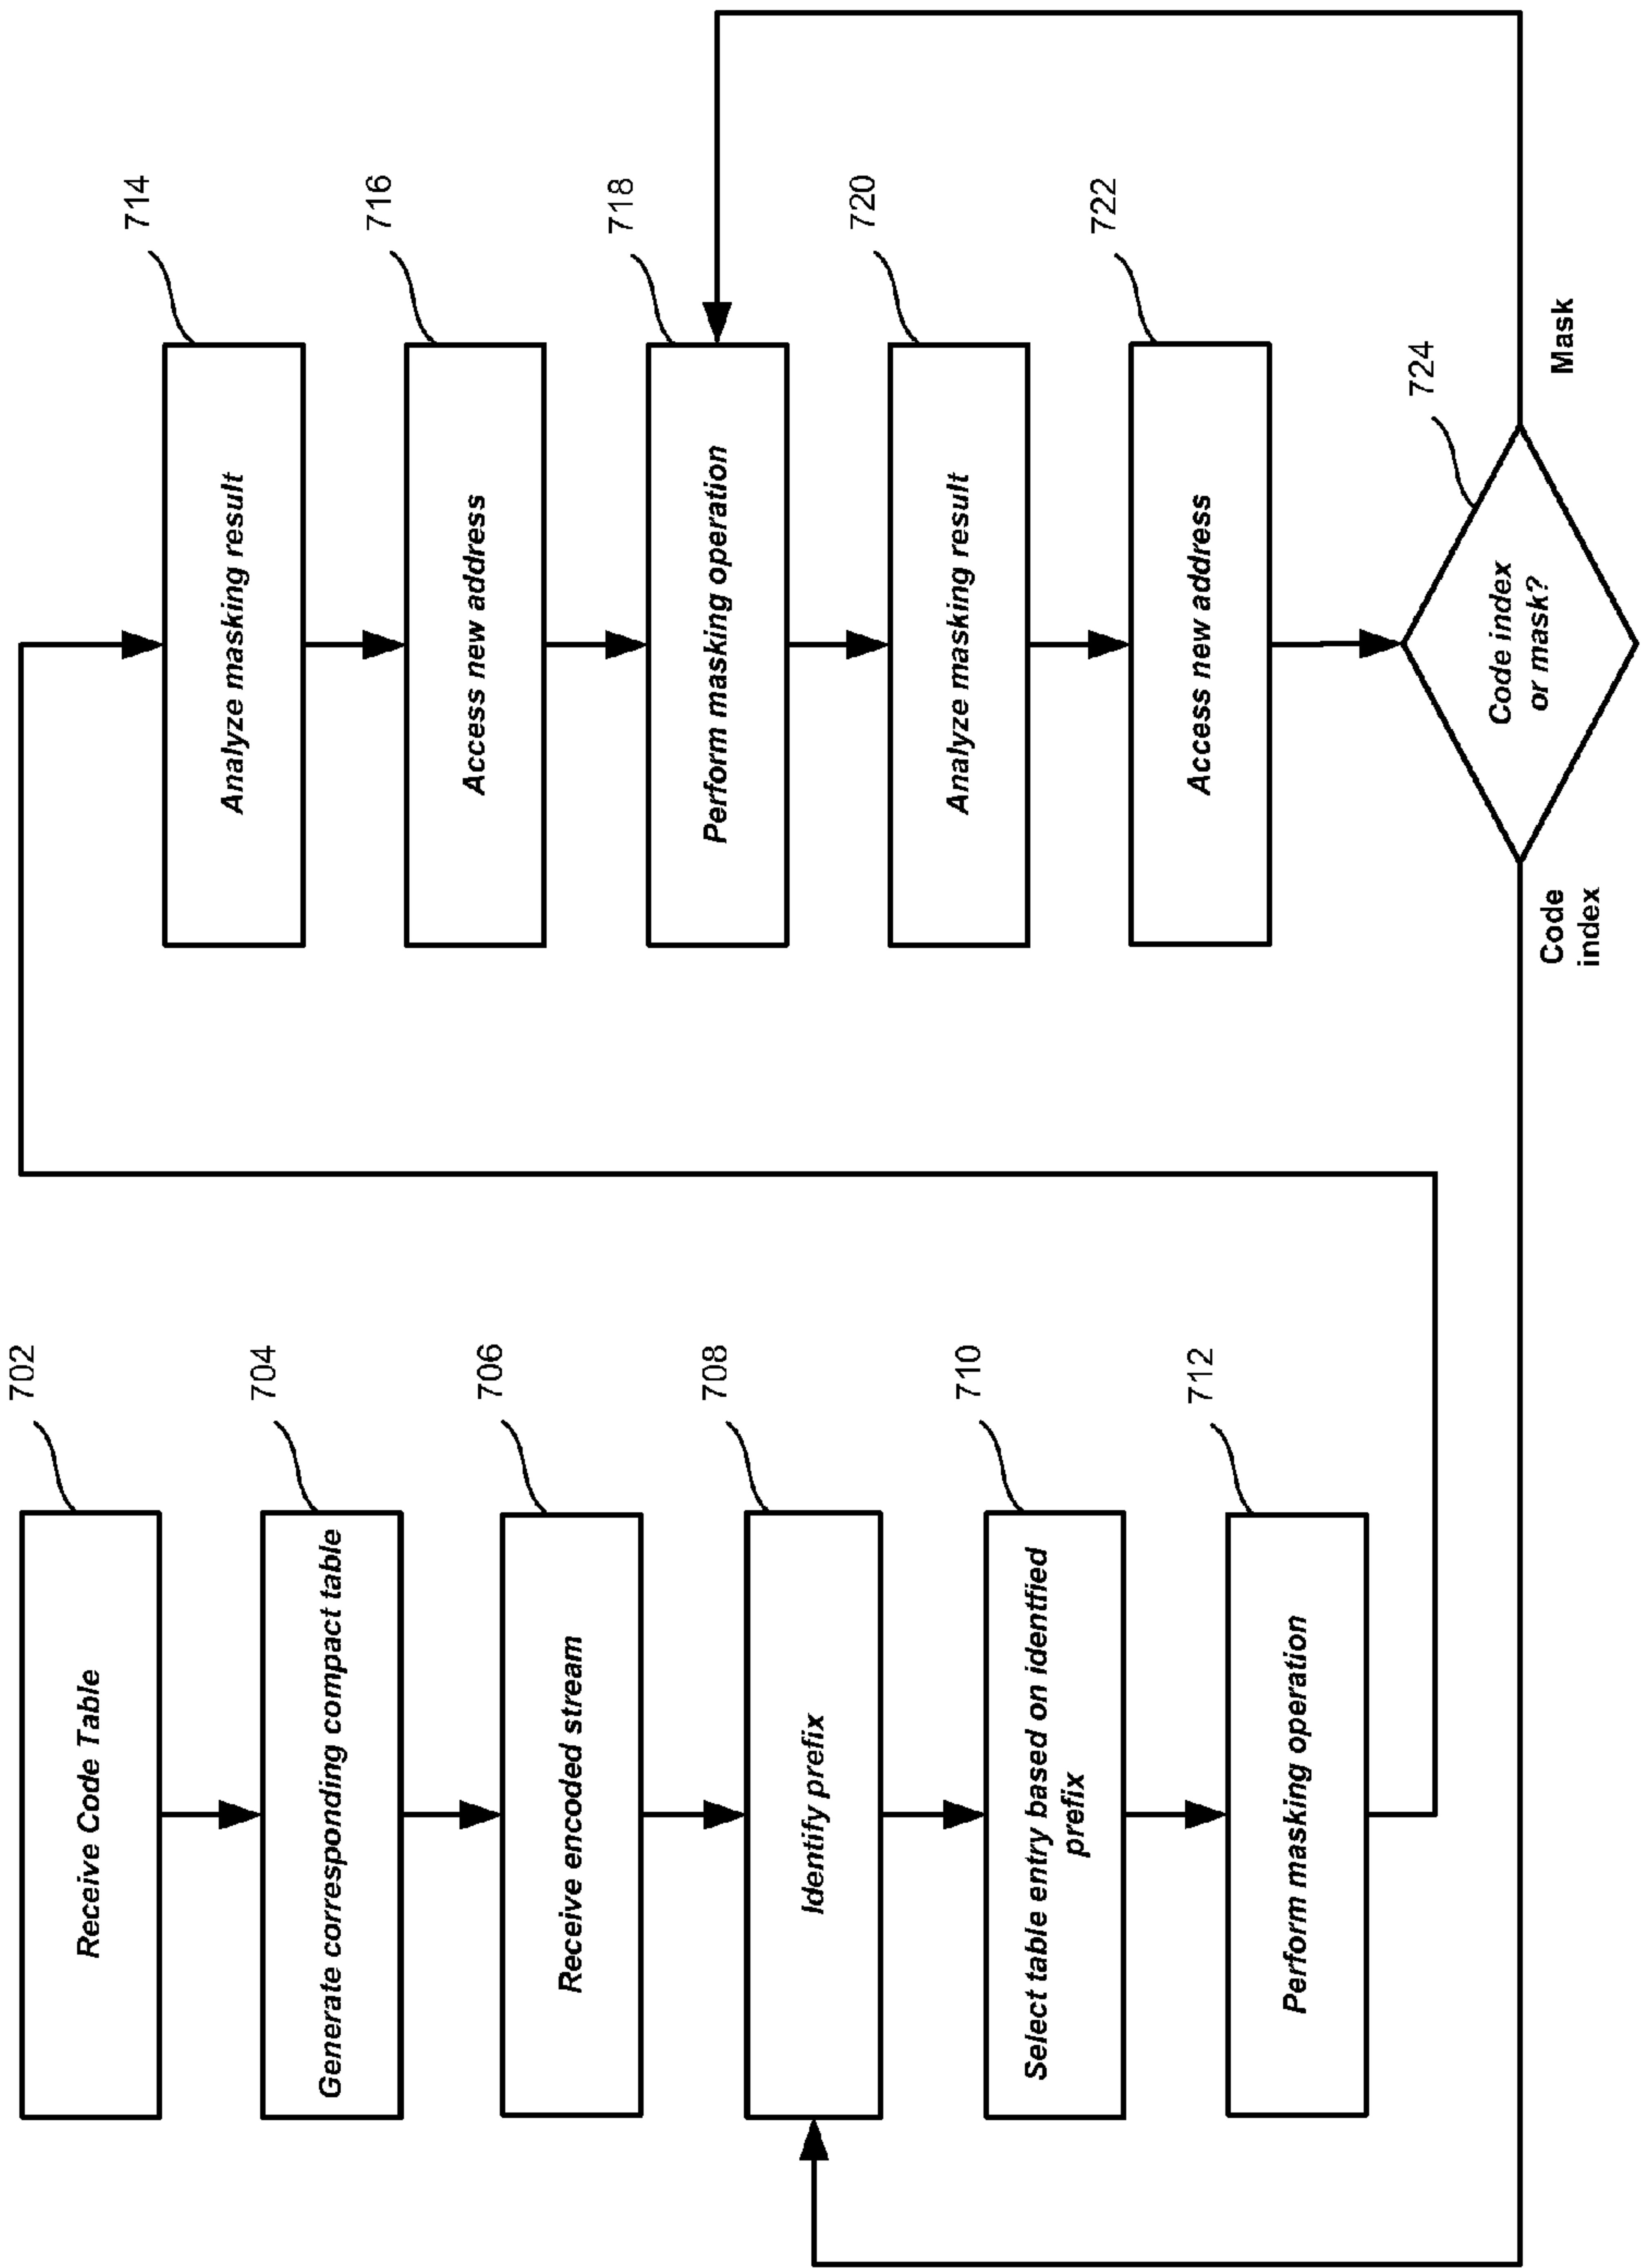 702
Receive Code Table
704
Generate corresponding compact table
706
Receive encoded stream
708
Identify prefix
710
Select table entry based on identified
prefix
712
Perform masking operation
714
Analyze masking result
716
Access new address
718
Perform masking operation
720
Analyze masking result
722
Access new address
724
Code index
or mask?
Code
index
Mask